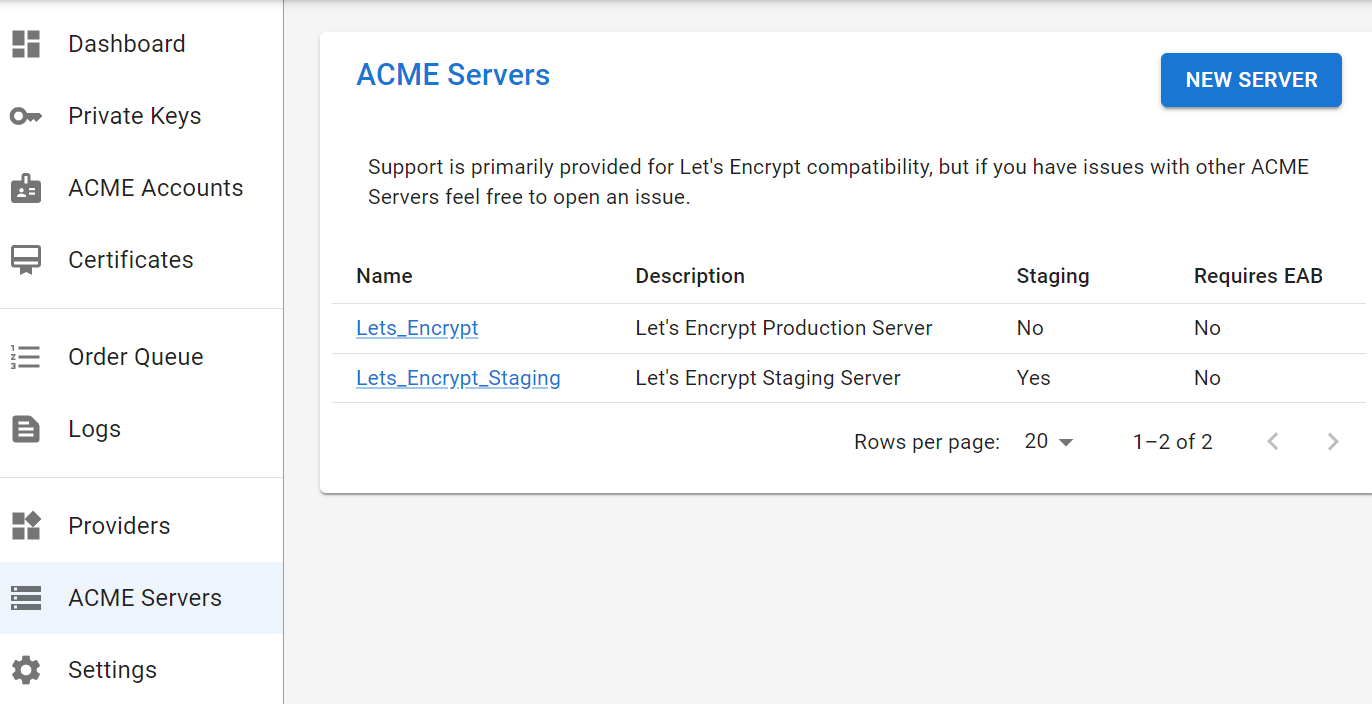 Dashboard
Private Keys
ACME Accounts
Certificates
Order Queue
Logs
Providers
ACME Servers
Settings
ACME Servers
NEW SERVER
Support is primarily provided for Let's Encrypt compatibility, but if you have issues with other ACME
Servers feel free to open an issue.
Name Description Staging Requires EAB
Lets_Encrypt Let's Encrypt Production Server No No
Lets_Encrypt_Staging Let's Encrypt Staging Server Yes No
Rows per page: 20 1–2 of 2